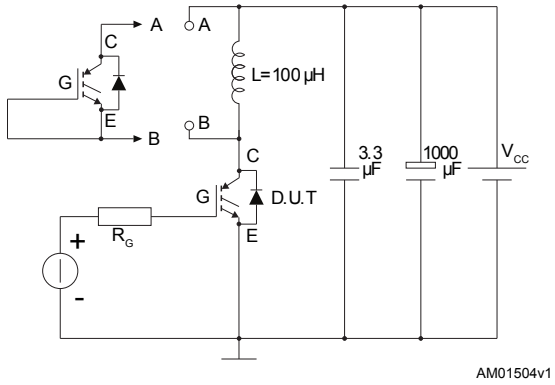 A
A
C
G
L=100 µH
E
B
B
C
3.3
µF
1000
µF
V
CC
G
D.U.T
R
G
E
+
-
AM01504v1